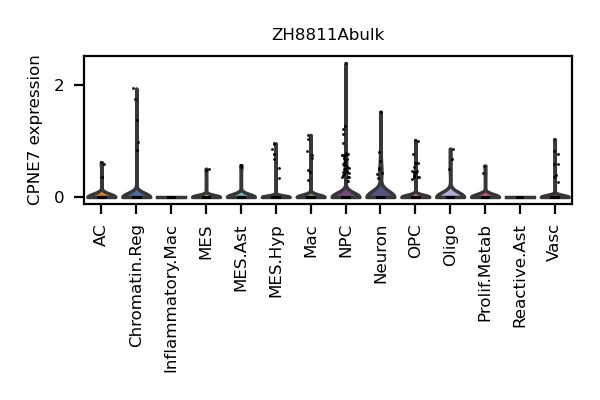 ZH8811Abulk
CPNE7 expression
2
0
AC
Chromatin.Reg
Inflammatory.Mac
MES
MES.Ast
MES.Hyp
Mac
NPC
Neuron
OPC
Oligo
Prolif.Metab
Reactive.Ast
Vasc